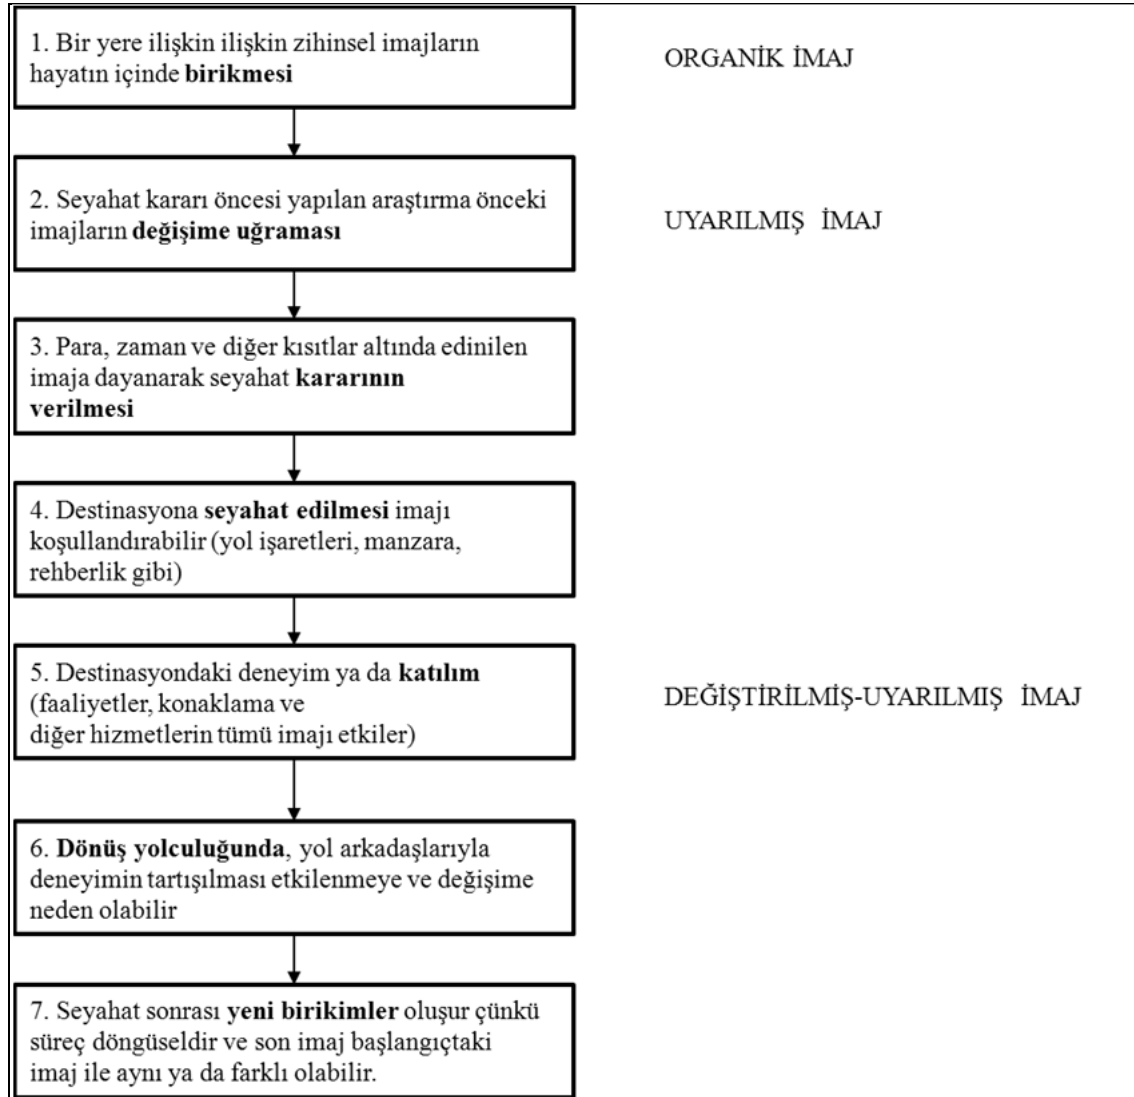 1. Bir yere ilişkin ilişkin zihinsel imajların
hayatın içinde birikmesi
ORGANİK İMAJ
2. Seyahat kararı öncesi yapılan araştırma önceki
imajların değişime uğraması
UYARILMIŞ İMAJ
3. Para, zaman ve diğer kısıtlar altında edinilen
imaja dayanarak seyahat kararının
verilmesi
4. Destinasyona seyahat edilmesi imajı
koşullandırabilir (yol işaretleri, manzara,
rehberlik gibi)
5. Destinasyondaki deneyim ya da katılım
(faaliyetler, konaklama ve
diğer hizmetlerin tümü imajı etkiler)
DEĞİŞTİRİLMİŞ-UYARILMIŞ İMAJ
6. Dönüş yolculuğunda, yol arkadaşlarıyla
deneyimin tartışılması etkilenmeye ve değişime
neden olabilir
7. Seyahat sonrası yeni birikimler oluşur çünkü
süreç döngüseldir ve son imaj başlangıçtaki
imaj ile aynı ya da farklı olabilir.